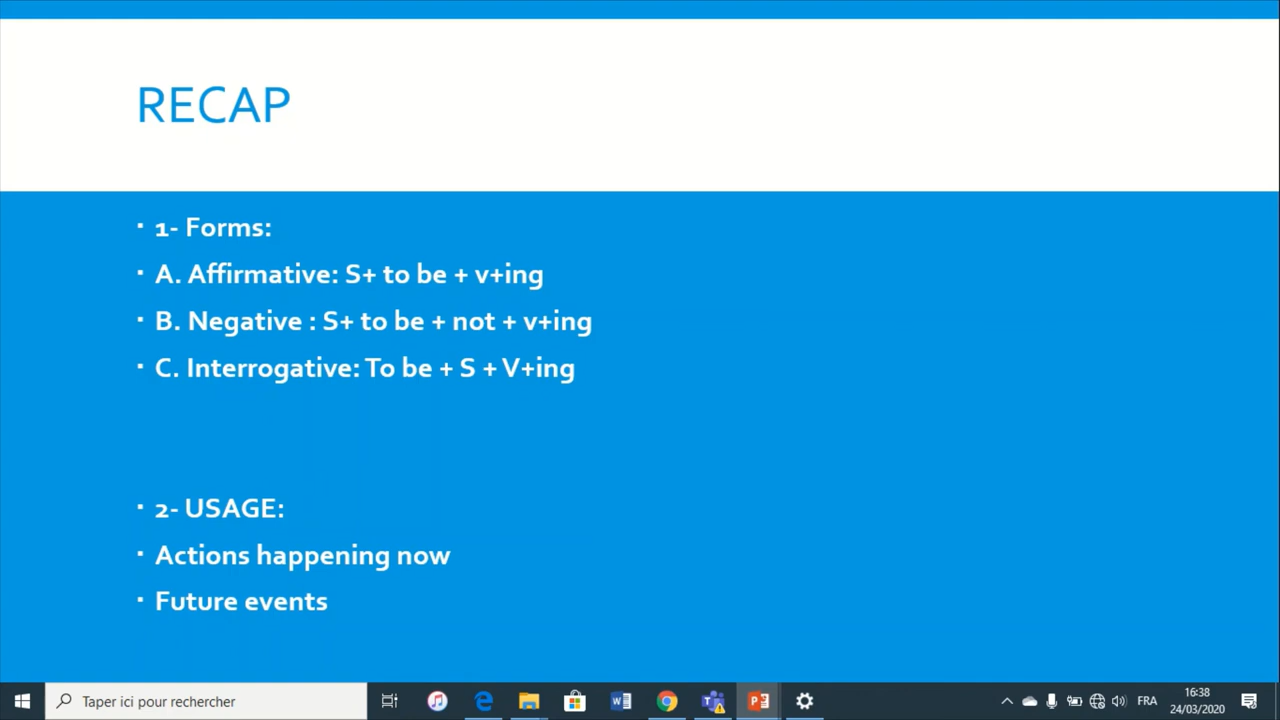 RECAP
1- Forms:
A. Affirmative: S+ to be + v+ing
B. Negative : S+ to be + not + v+ing
C. Interrogative: To be + S + V+ing
2- USAGE:
Actions happening now
Future events
Taper ici pour rechercher
FRA
16:38
24/03/2020